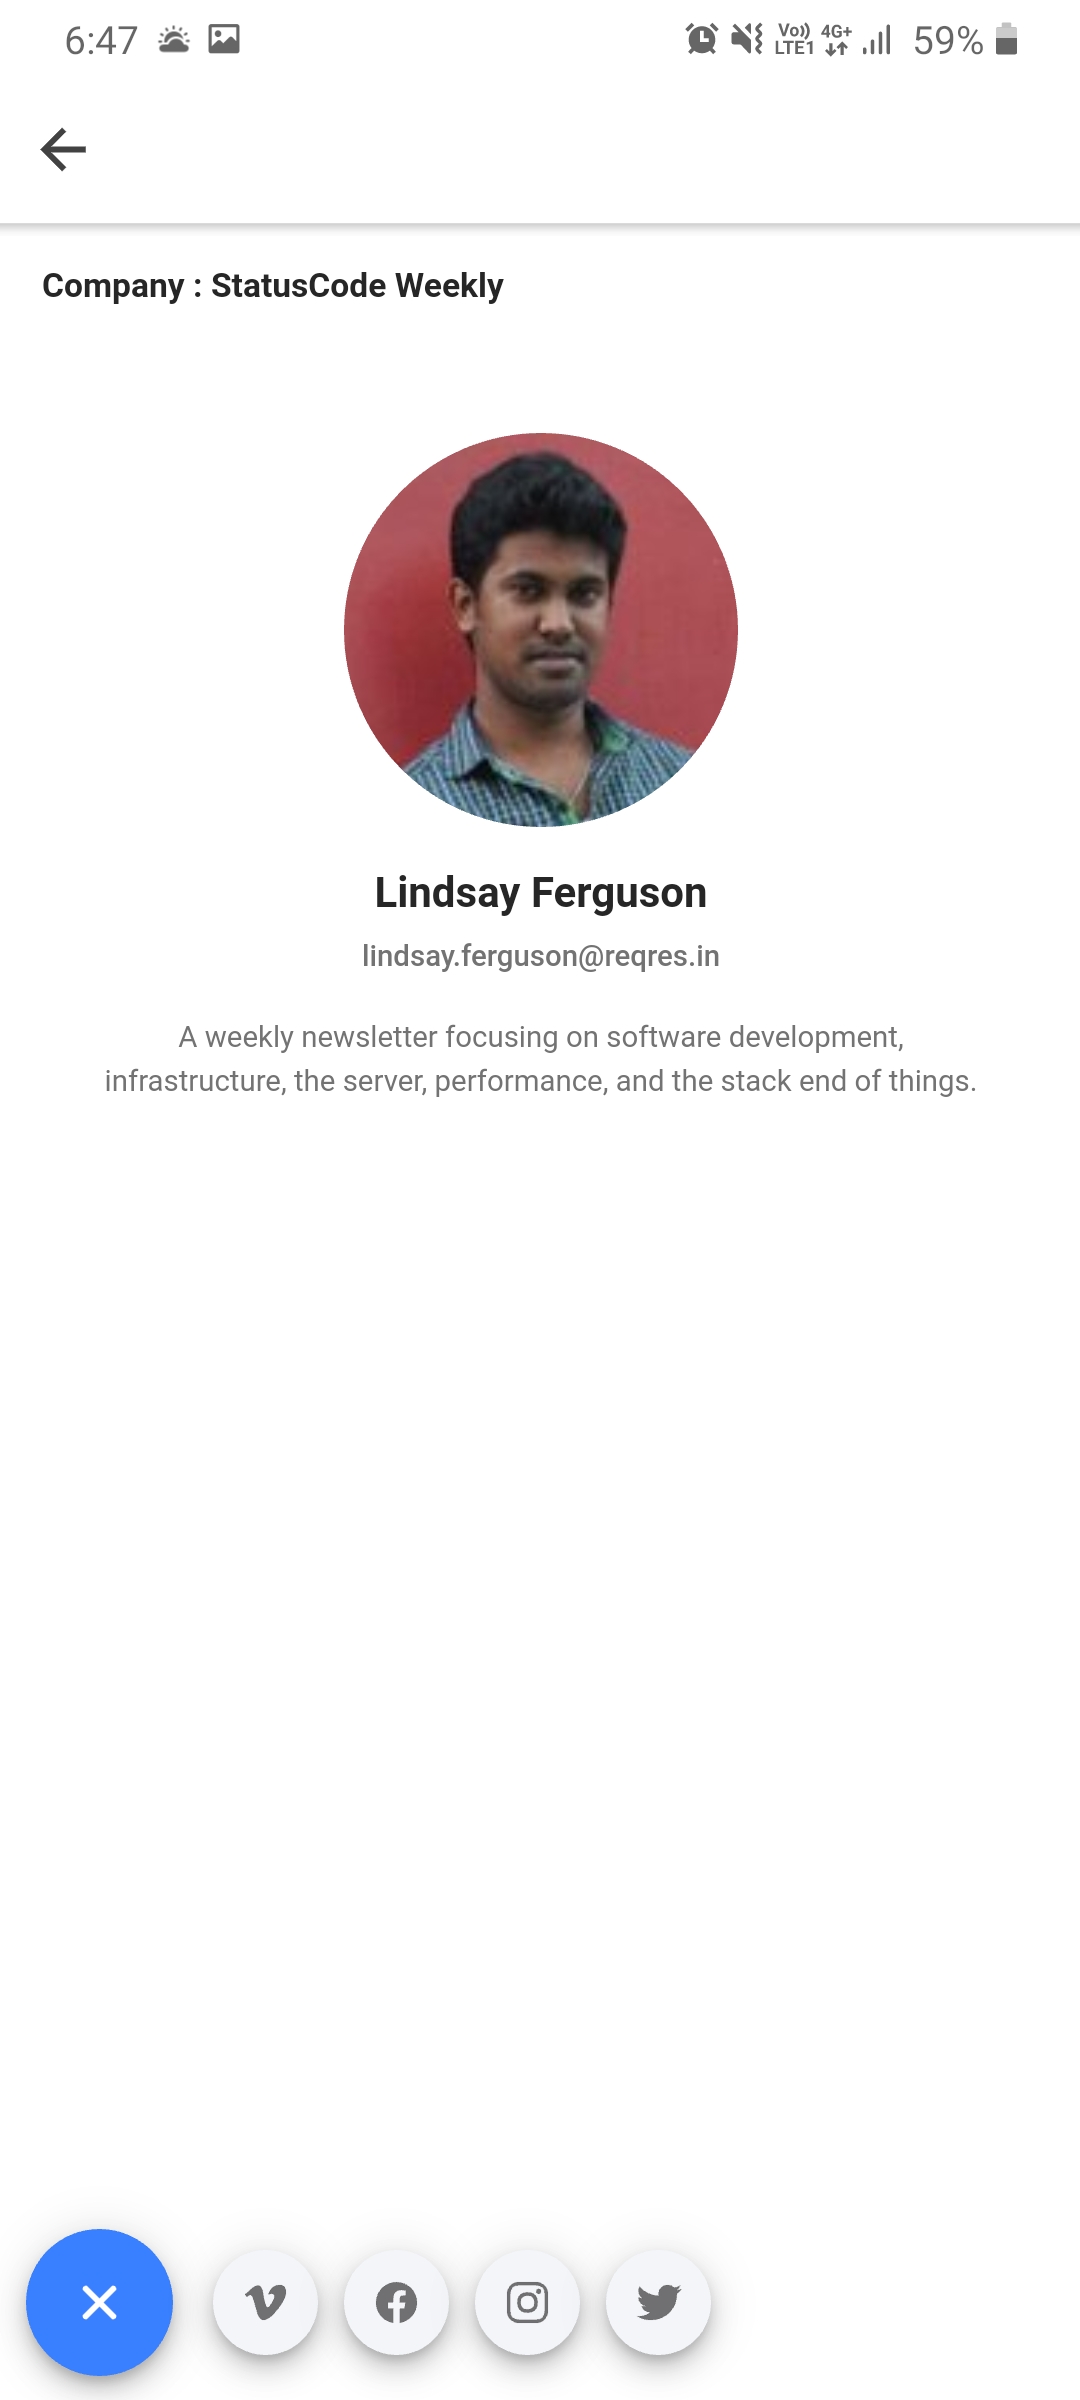 6:47 Vo)) LTE1 4G+ 59%
Company : StatusCode Weekly
Lindsay Ferguson
lindsay.ferguson@reqres.in
A weekly newsletter focusing on software development,
infrastructure, the server, performance, and the stack end of things.